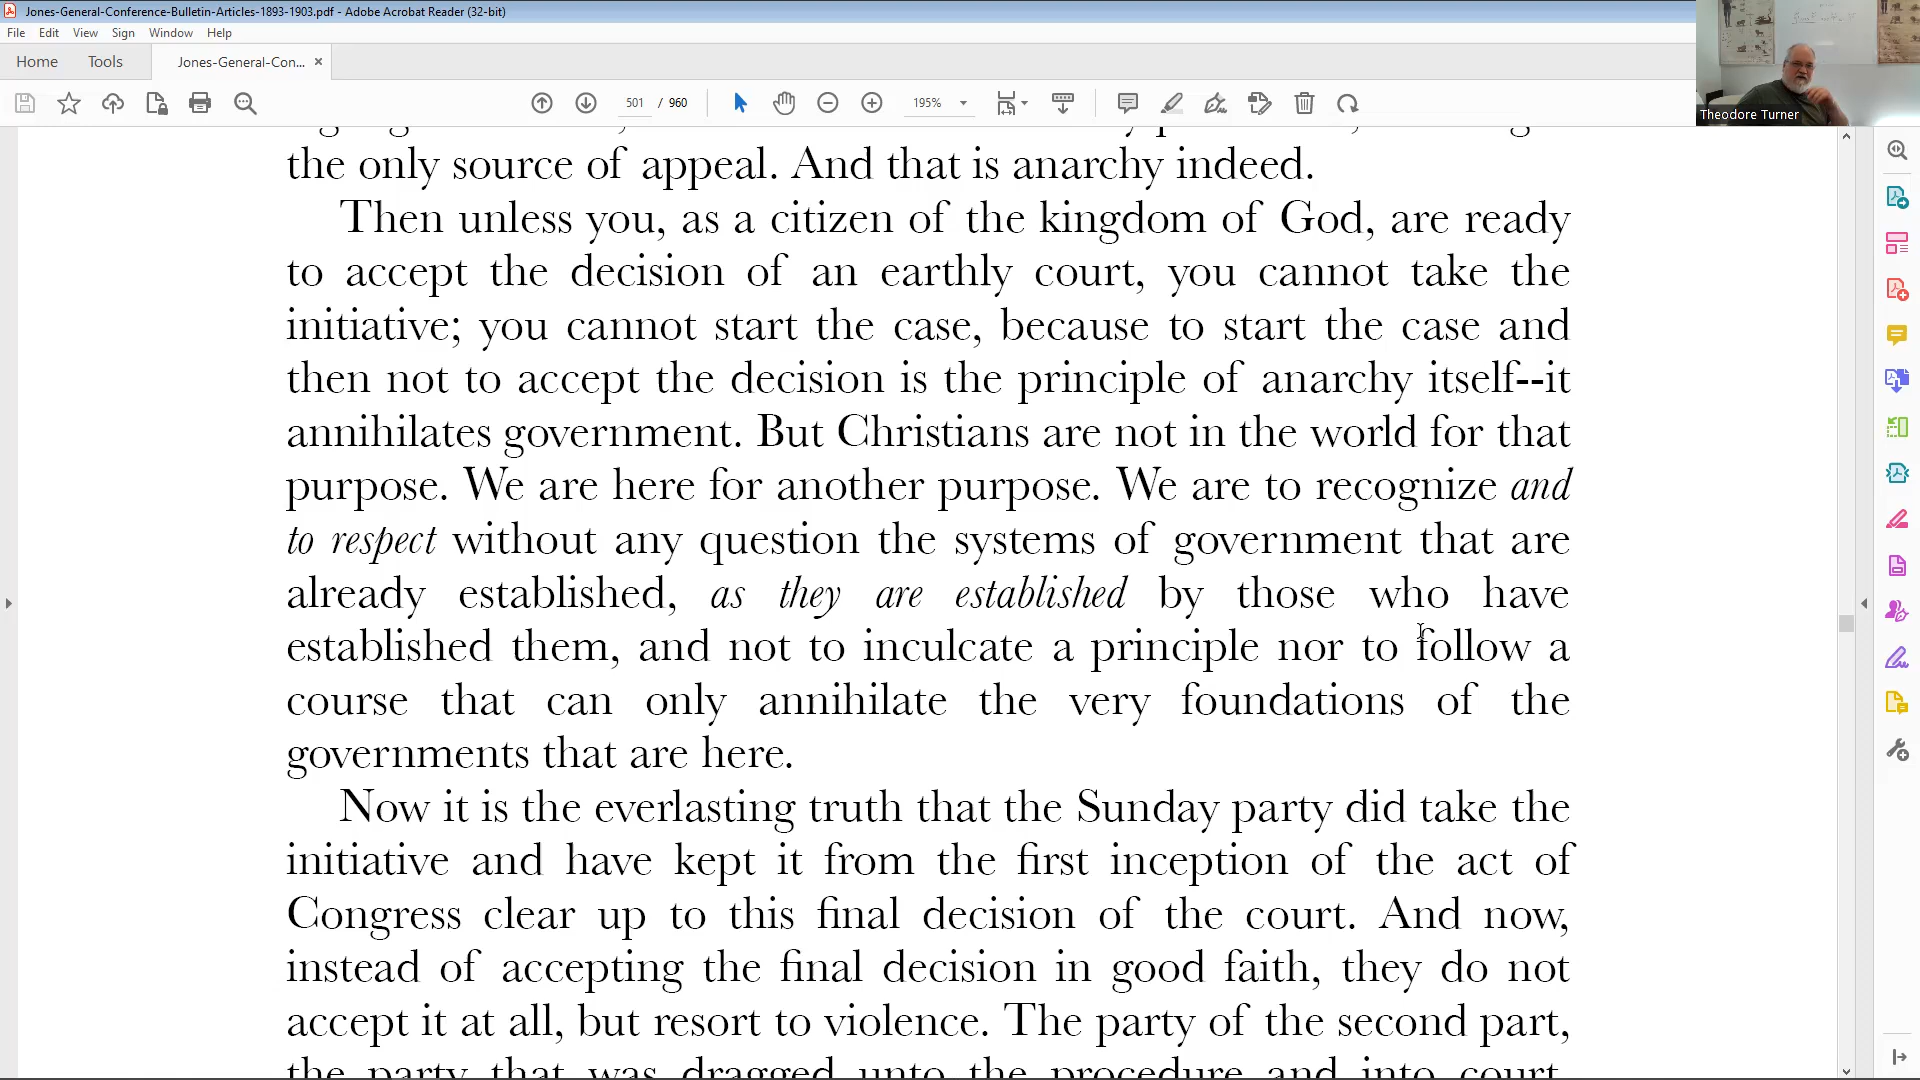 Jones-General-Conference-Bulletin-Articles-1893-1903.pdf - Adobe Acrobat Reader (32-bit)
File Edit View Sign Window Help
Home Tools Jones-General-Con... ×
501 / 960 195%
Theodore Turner
the only source of appeal. And that is anarchy indeed.
Then unless you, as a citizen of the kingdom of God, are ready
to accept the decision of an earthly court, you cannot take the
initiative; you cannot start the case, because to start the case and
then not to accept the decision is the principle of anarchy itself--it
annihilates government. But Christians are not in the world for that
purpose. We are here for another purpose. We are to recognize and
to respect without any question the systems of government that are
already established, as they are established by those who have
established them, and not to inculcate a principle nor to follow a
course that can only annihilate the very foundations of the
governments that are here.
Now it is the everlasting truth that the Sunday party did take the
initiative and have kept it from the first inception of the act of
Congress clear up to this final decision of the court. And now,
instead of accepting the final decision in good faith, they do not
accept it at all, but resort to violence. The party of the second part,
the party that was dragged unto the procedure and into court